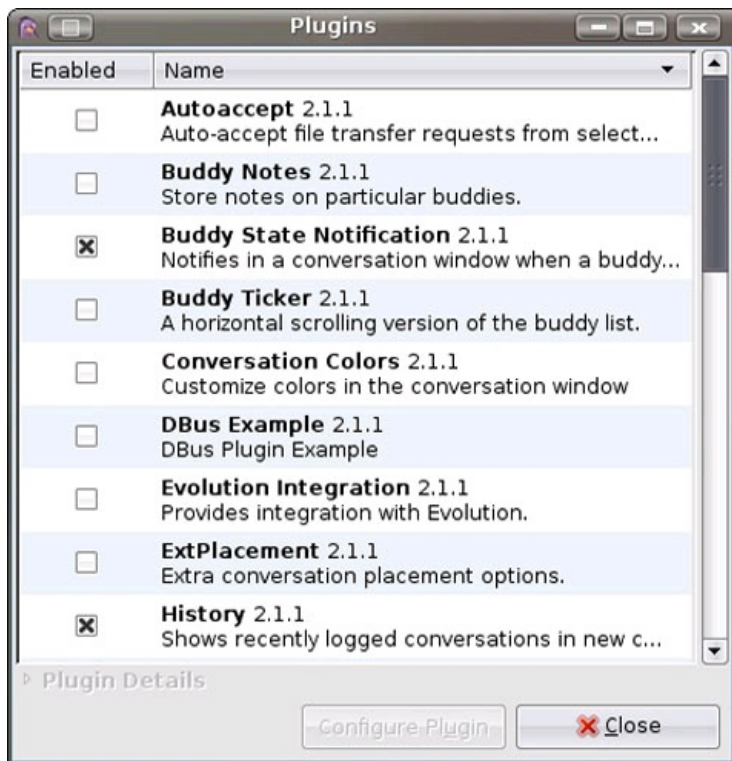 Plugins
Enabled Name
Autoaccept 2.1.1
Auto-accept file transfer requests from select...
Buddy Notes 2.1.1
Store notes on particular buddies.
Buddy State Notification 2.1.1
Notifies in a conversation window when a buddy...
Buddy Ticker 2.1.1
A horizontal scrolling version of the buddy list.
Conversation Colors 2.1.1
Customize colors in the conversation window
DBus Example 2.1.1
DBus Plugin Example
Evolution Integration 2.1.1
Provides integration with Evolution.
ExtPlacement 2.1.1
Extra conversation placement options.
History 2.1.1
Shows recently logged conversations in new c...
Plugin Details
Configure Plugin Close